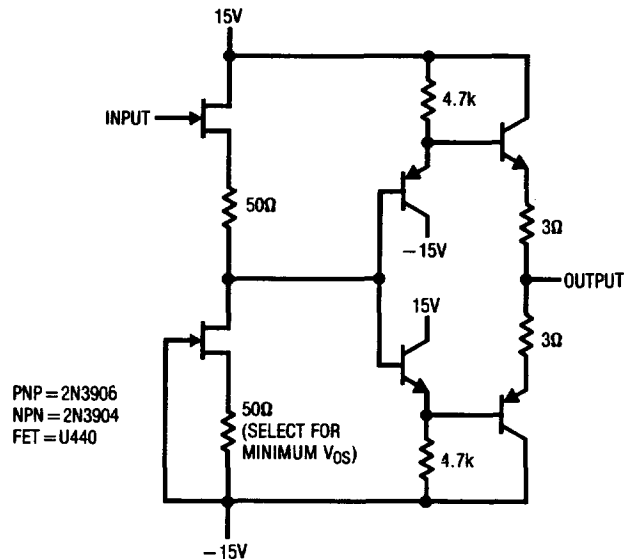 15V
4.7k
INPUT
50Ω
3Ω
−15V
OUTPUT
15V
3Ω
PNP = 2N3906
NPN = 2N3904
FET = U440
50Ω
(SELECT FOR
MINIMUM VOS)
4.7k
−15V